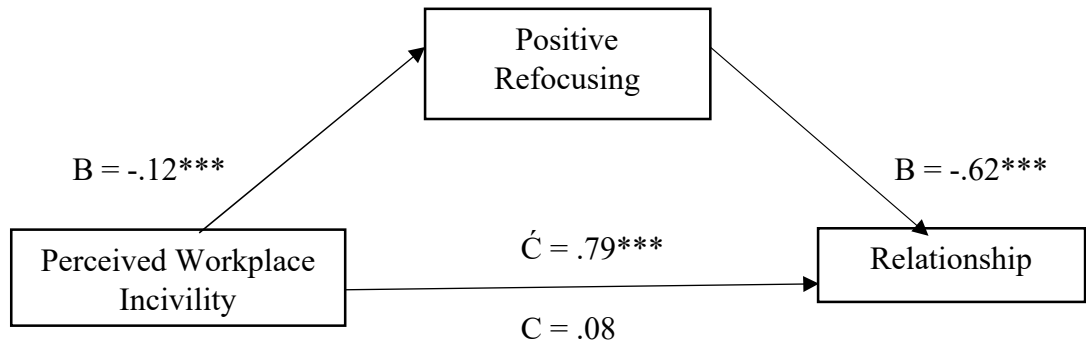 Positive
Refocusing
B = -.12***
B = -.62***
Perceived Workplace
Incivility
Ć = .79***
C = .08
Relationship